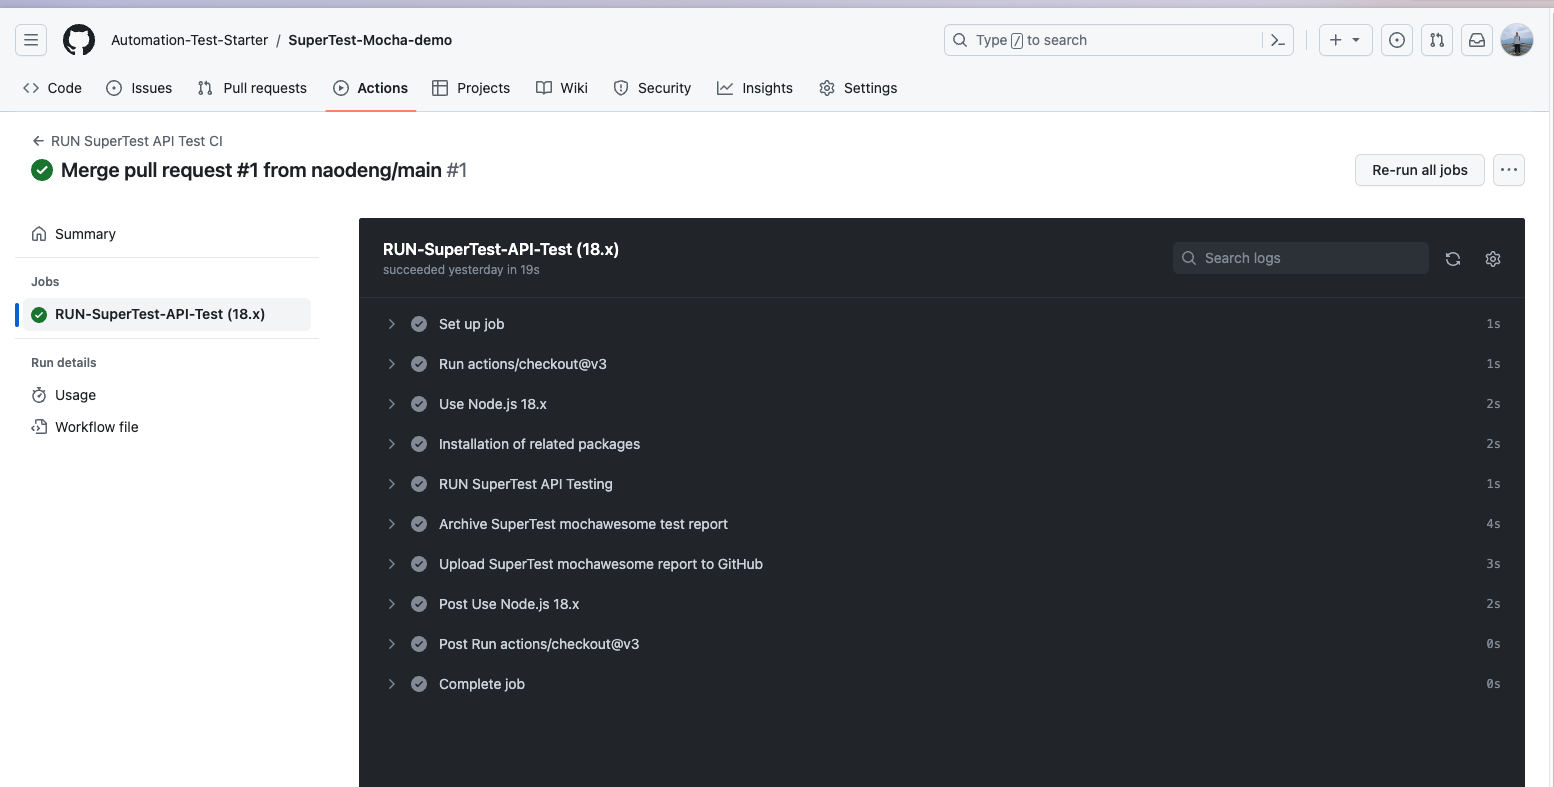 Automation-Test-Starter / SuperTest-Mocha-demo
Type / to search
Code Issues Pull requests Actions Projects Wiki Security Insights Settings
RUN SuperTest API Test CI
Merge pull request #1 from naodeng/main #1
Re-run all jobs
Summary
Jobs
RUN-SuperTest-API-Test (18.x)
Run details
Usage
Workflow file
RUN-SuperTest-API-Test (18.x)
succeeded yesterday in 19s
Search logs
Set up job 1s
Run actions/checkout@v3 1s
Use Node.js 18.x 2s
Installation of related packages 2s
RUN SuperTest API Testing 1s
Archive SuperTest mochawesome test report 4s
Upload SuperTest mochawesome report to GitHub 3s
Post Use Node.js 18.x 2s
Post Run actions/checkout@v3 0s
Complete job 0s